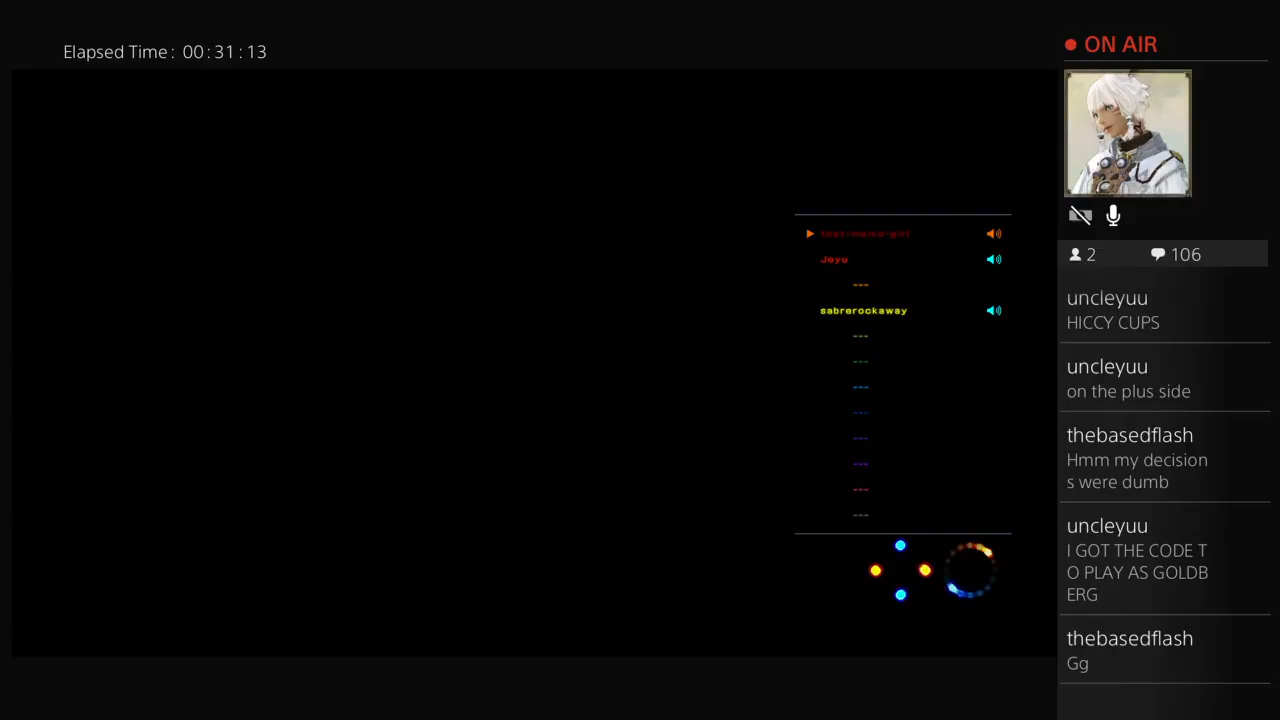 Elapsed Time: 00:31:13
ON AIR
Jeyu
---
sabrerockaway
---
---
---
---
---
---
---
---
2
106
uncleyuu
HICCY CUPS
uncleyuu
on the plus side
thebasedflash
Hmm my decision
s were dumb
uncleyuu
I GOT THE CODE T
O PLAY AS GOLDB
ERG
thebasedflash
Gg